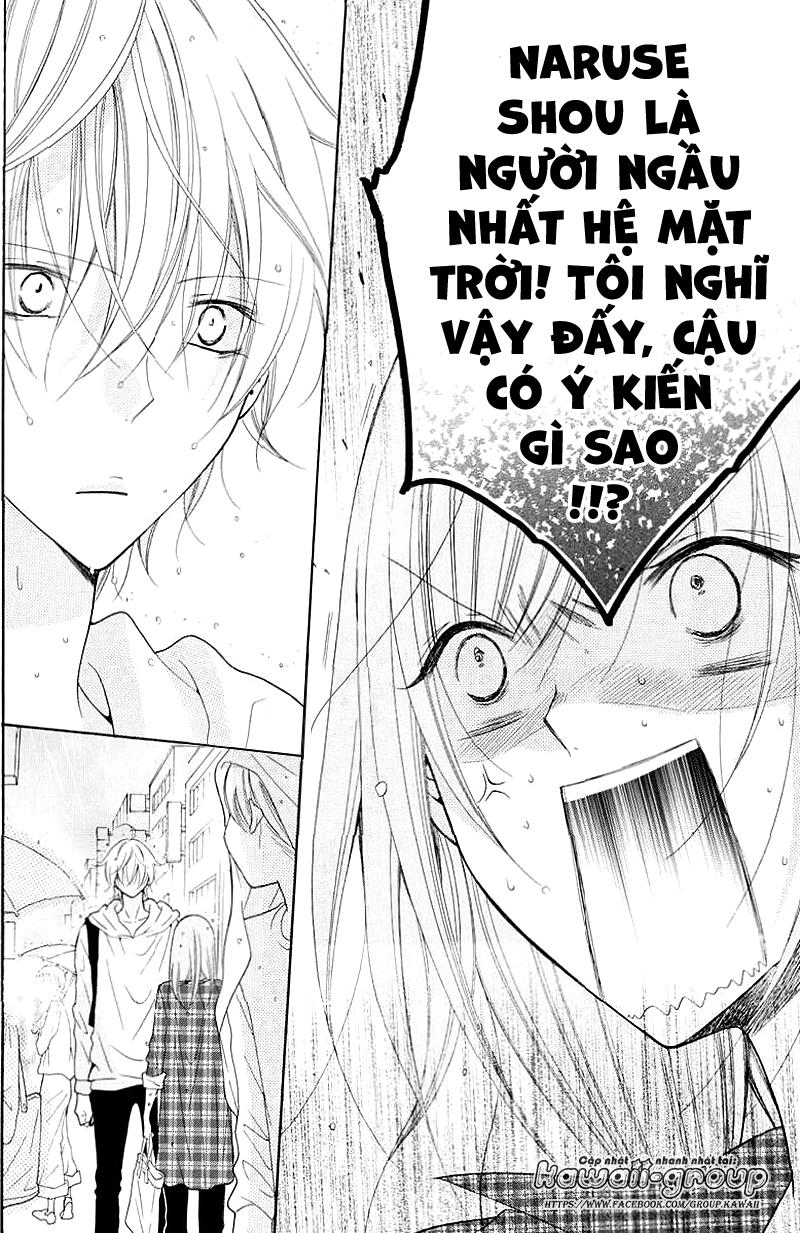 NARUSE
SHOU LÀ
NGƯỜI NGẦU
NHẤT HỆ MẶT
TRỜI! TÔI NGHĨ
VẬY ĐẤY, CẬU
CÓ Ý KIẾN
GÌ SAO
!!?
Cập nhật nhanh nhất tại:
kawaii-group
HTTPS://WWW.FACEBOOK.COM/GROUP.KAWAII